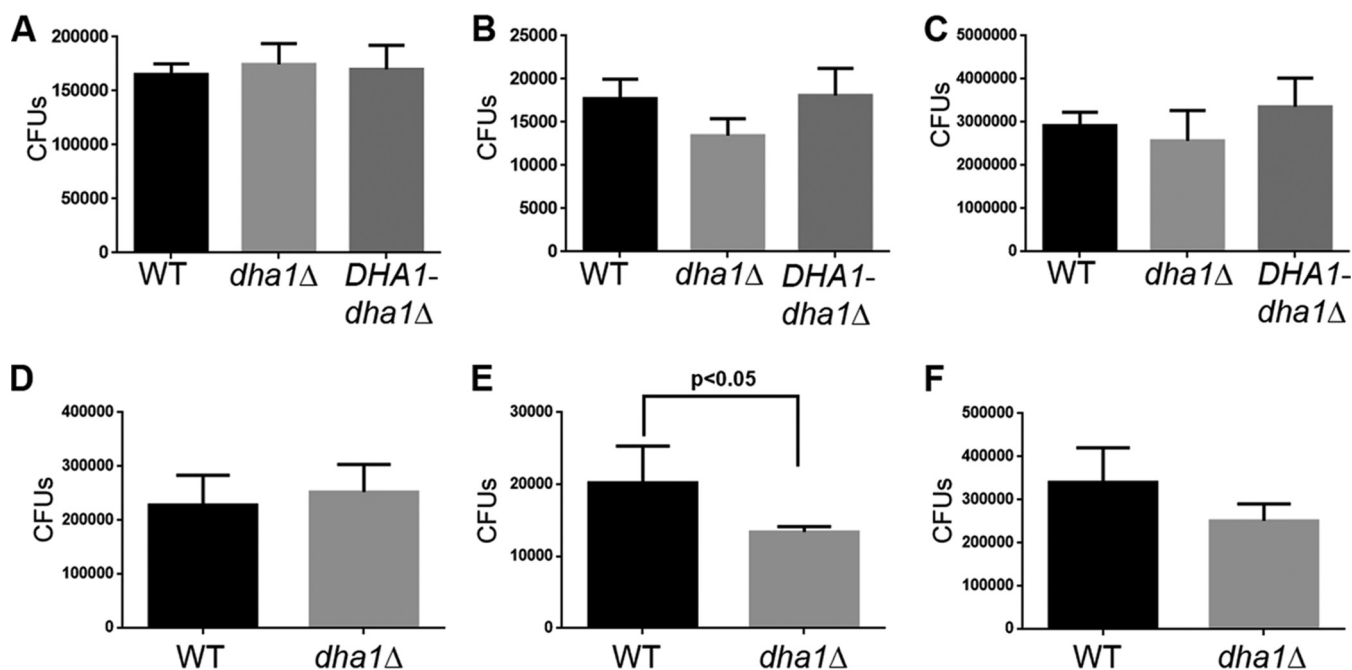 A
CFUs
200000
150000
100000
50000
0
WT
dha1Δ
DHA1-
dha1Δ
B
CFUs
25000
20000
15000
10000
5000
0
WT
dha1Δ
DHA1-
dha1Δ
C
CFUs
5000000
4000000
3000000
2000000
1000000
0
WT
dha1Δ
DHA1-
dha1Δ
D
CFUs
400000
300000
200000
100000
0
WT
dha1Δ
E
p<0.05
CFUs
30000
20000
10000
0
WT
dha1Δ
F
CFUs
500000
400000
300000
200000
100000
0
WT
dha1Δ